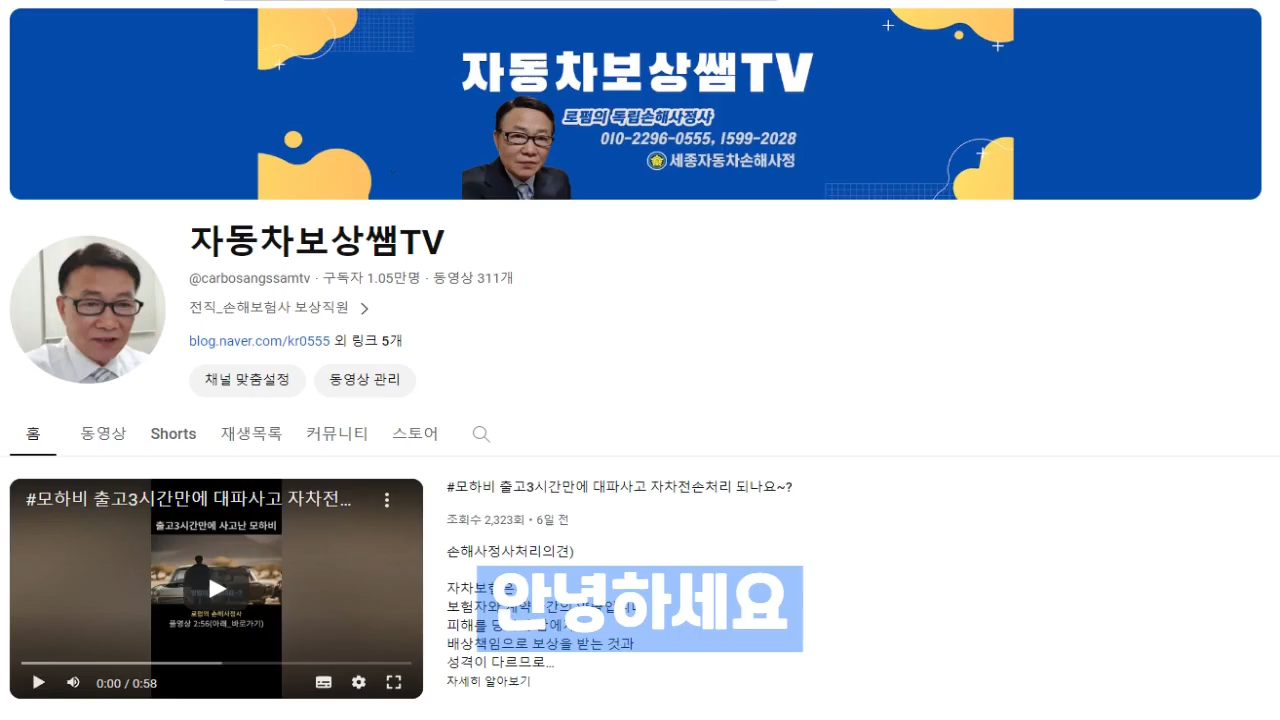 자동차보상쌤TV
로펌의 독립손해사정사
010-2296-0555, 1599-2028
세종자동차손해사정
자동차보상쌤TV
@carbosangssamtv · 구독자 1.05만명 · 동영상 311개
전직_손해보험사 보상직원
blog.naver.com/kr0555 외 링크 5개
채널 맞춤설정 동영상 관리
홈 동영상 Shorts 재생목록 커뮤니티 스토어
#모하비 출고3시간만에 대파사고 자차전...
출고3시간만에 사고난 모하비
로펌의 손해사정사
풀영상 2:56(아래_바로가기)
0:00 / 0:58
#모하비 출고3시간만에 대파사고 자차전손처리 되나요~?
조회수 2,323회 • 6일 전
손해사정사처리의견)
자차보험은
보험자와 계약
피해를
배상책임으로 보상을 받는 것과
성격이 다르므로...
자세히 알아보기
안녕하세요